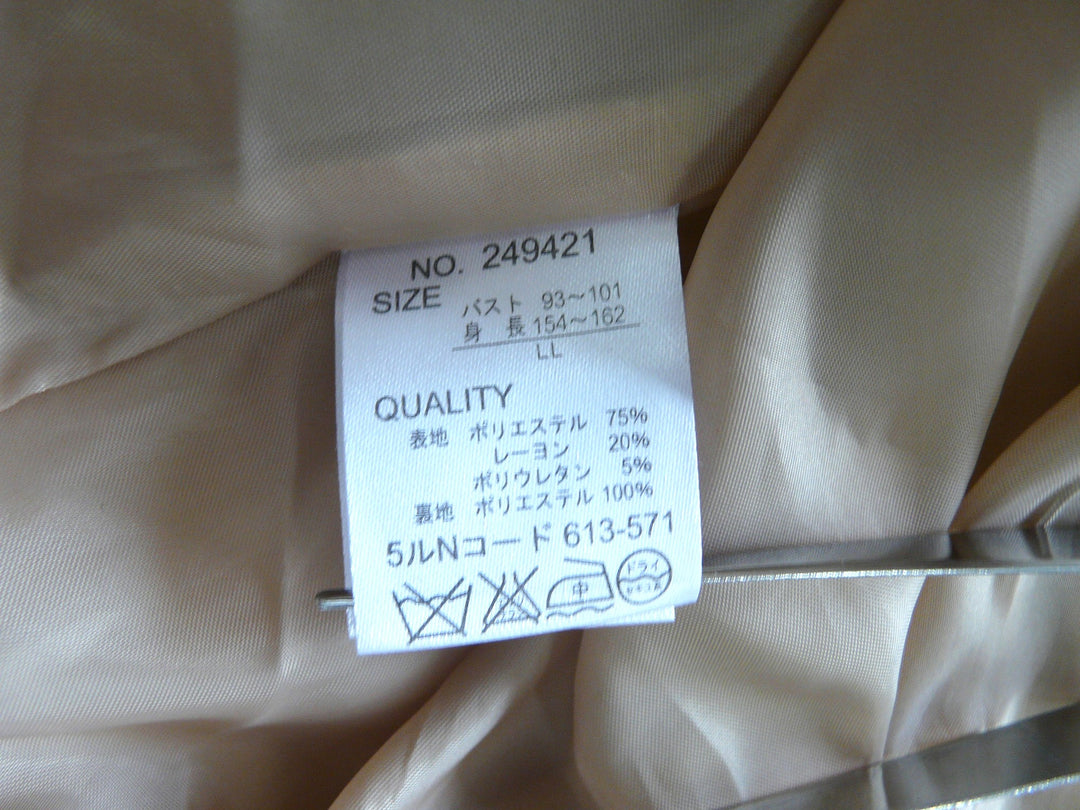 NO. 249421
SIZE
バスト 93～101
身 長 154～162
LL
QUALITY
表地 ポリエステル 75%
レーヨン 20%
ポリウレタン 5%
裏地 ポリエステル 100%
5ルNコード 613-571
中
ドライ